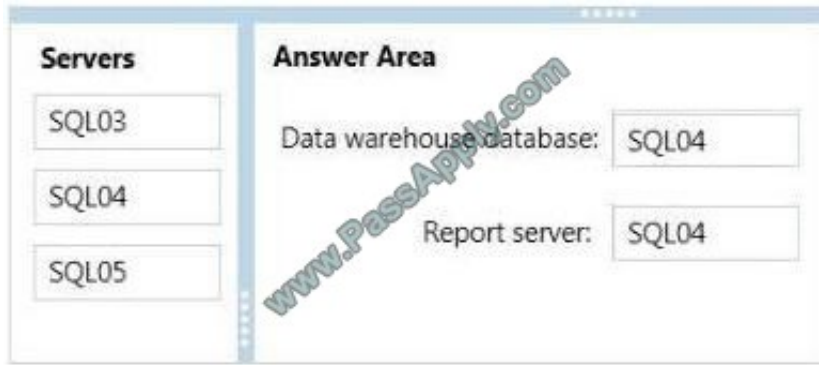 Servers
SQL03
SQL04
SQL05
Answer Area
Data warehouse database: SQL04
Report server: SQL04
www.PassApply.com